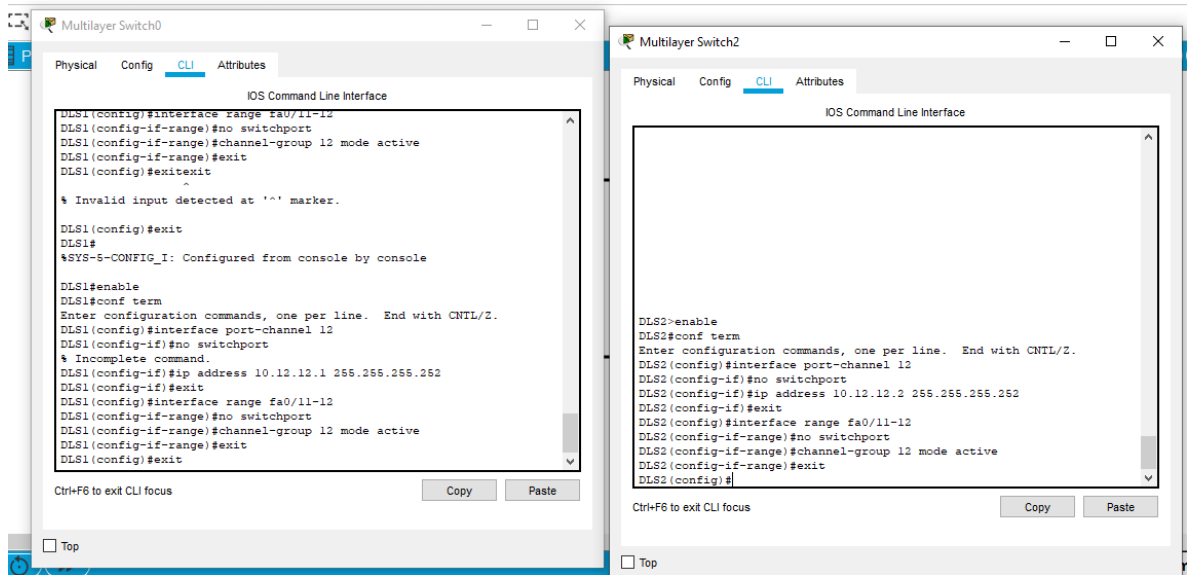 Multilayer Switch0
Physical Config CLI Attributes
IOS Command Line Interface
DLS1(config)#interface range fa0/11-12
DLS1(config-if-range)#no switchport
DLS1(config-if-range)#channel-group 12 mode active
DLS1(config-if-range)#exit
DLS1(config)#exitexit
^
% Invalid input detected at '^' marker.
DLS1(config)#exit
DLS1#
%SYS-5-CONFIG_I: Configured from console by console
DLS1#enable
DLS1#conf term
Enter configuration commands, one per line. End with CNTL/Z.
DLS1(config)#interface port-channel 12
DLS1(config-if)#no switchport
% Incomplete command.
DLS1(config-if)#ip address 10.12.12.1 255.255.255.252
DLS1(config-if)#exit
DLS1(config)#interface range fa0/11-12
DLS1(config-if-range)#no switchport
DLS1(config-if-range)#channel-group 12 mode active
DLS1(config-if-range)#exit
DLS1(config)#exit
Ctrl+F6 to exit CLI focus
Copy Paste
Top
Multilayer Switch2
Physical Config CLI Attributes
IOS Command Line Interface
DLS2>enable
DLS2#conf term
Enter configuration commands, one per line. End with CNTL/Z.
DLS2(config)#interface port-channel 12
DLS2(config-if)#no switchport
DLS2(config-if)#ip address 10.12.12.2 255.255.255.252
DLS2(config-if)#exit
DLS2(config)#interface range fa0/11-12
DLS2(config-if-range)#no switchport
DLS2(config-if-range)#channel-group 12 mode active
DLS2(config-if-range)#exit
DLS2(config)#
Ctrl+F6 to exit CLI focus
Copy Paste
Top